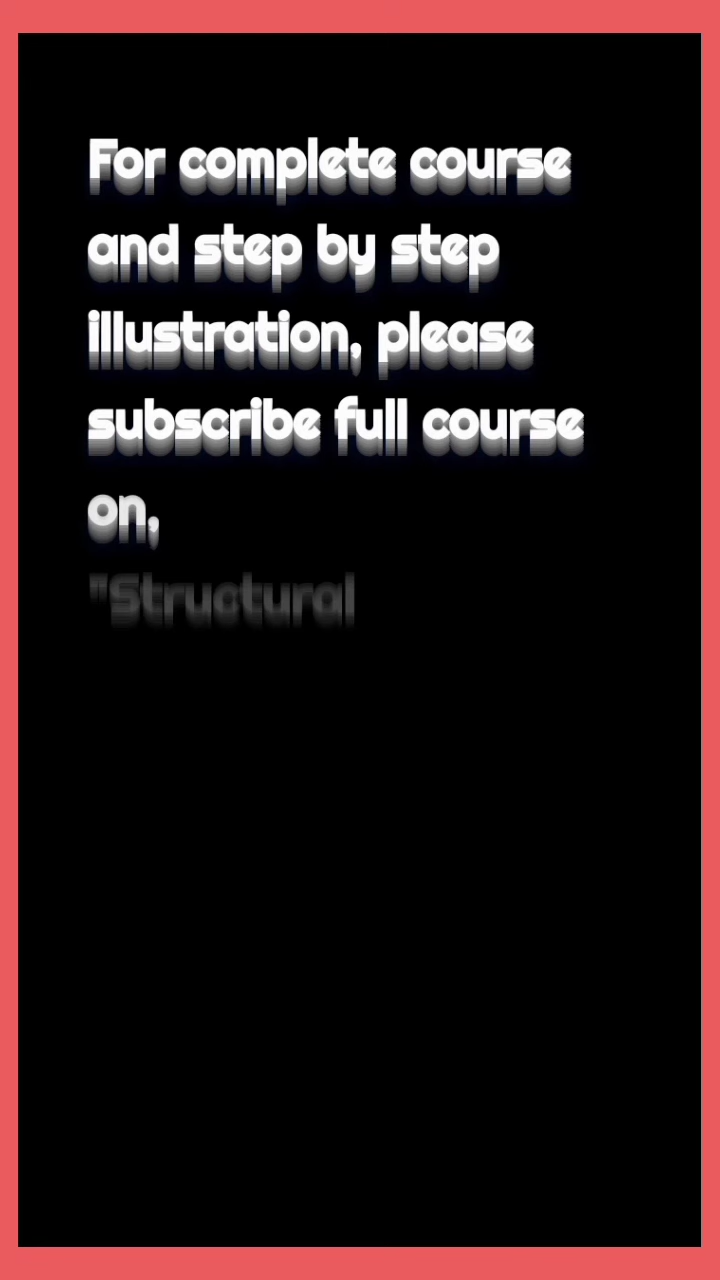 For complete course
and step by step
illustration, please
subscribe full course
on,
"Structural